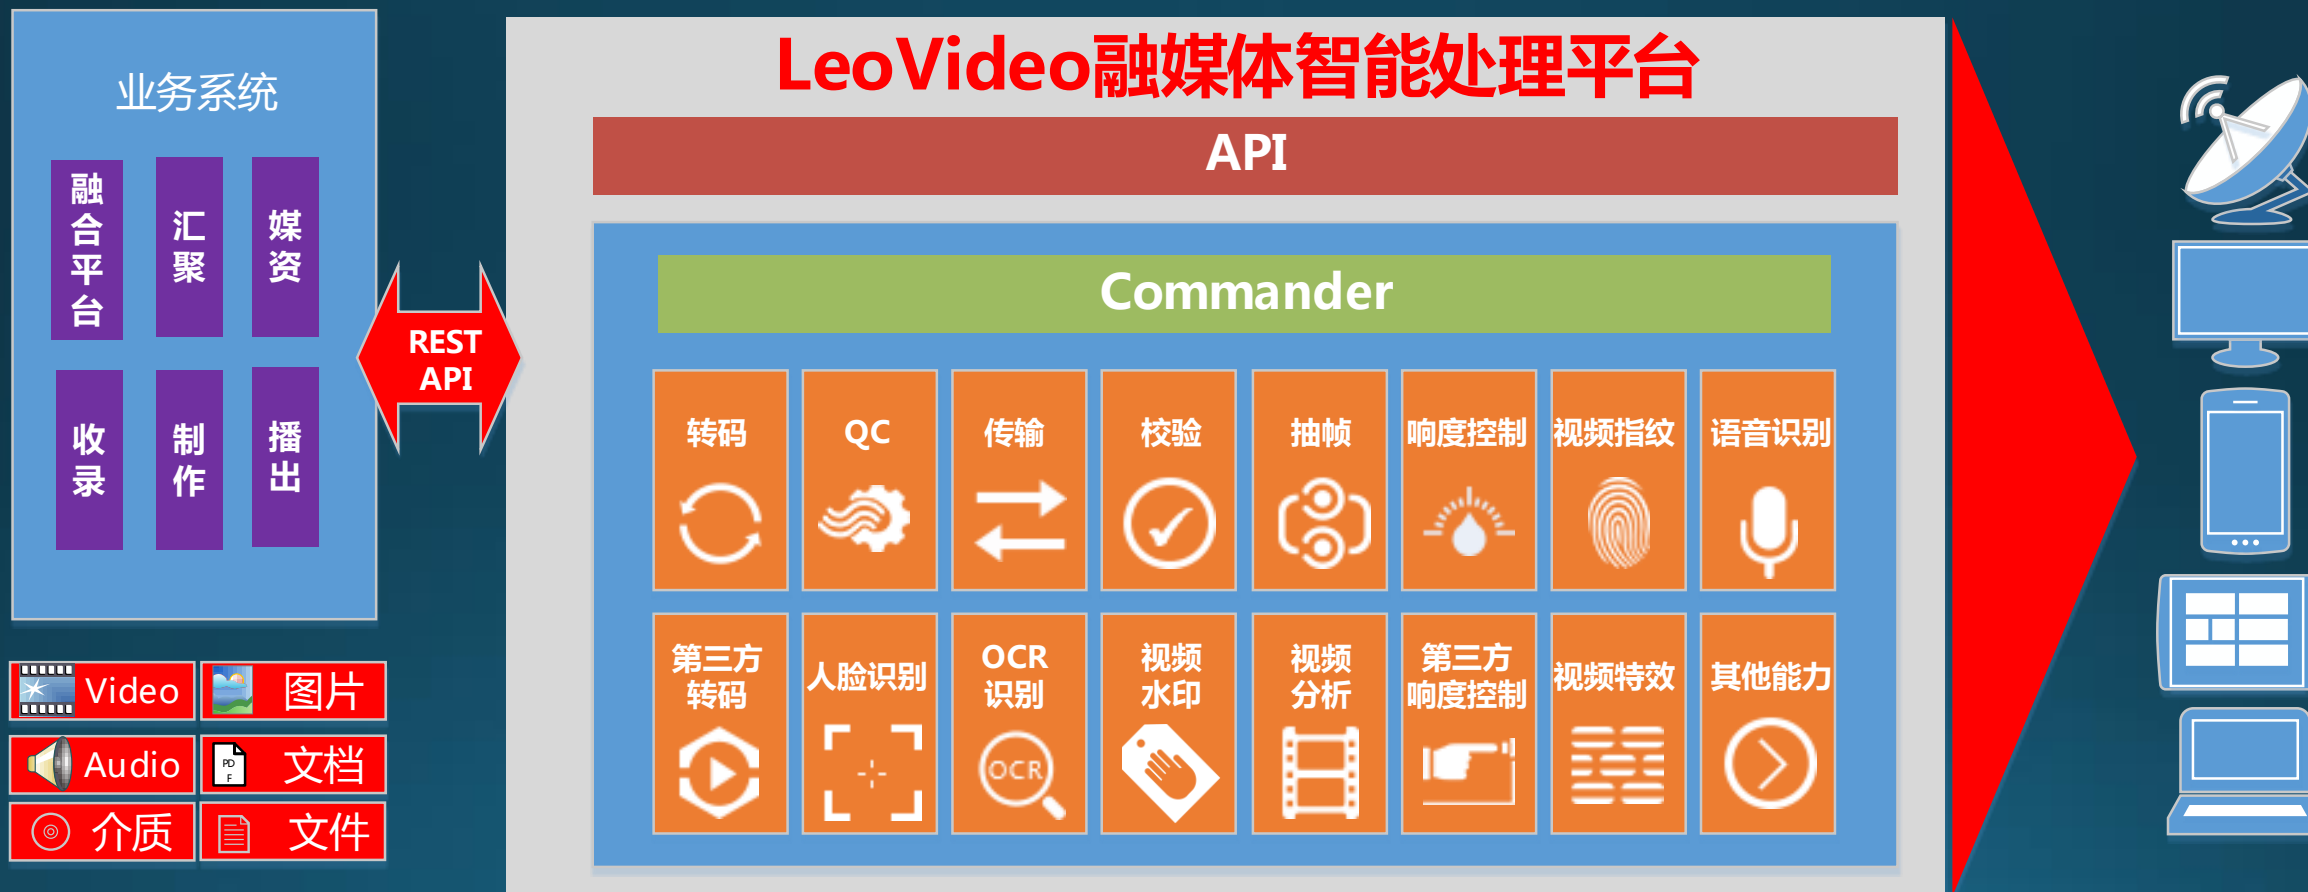 业务系统
融合平台
汇聚
媒资
收录
制作
播出
REST
API
Video
图片
Audio
PD
F
文档
介质
文件
LeoVideo融媒体智能处理平台
API
Commander
转码
QC
传输
校验
抽帧
响度控制
视频指纹
语音识别
第三方
转码
人脸识别
OCR
识别
OCR
视频
水印
视频
分析
第三方
响度控制
视频特效
其他能力